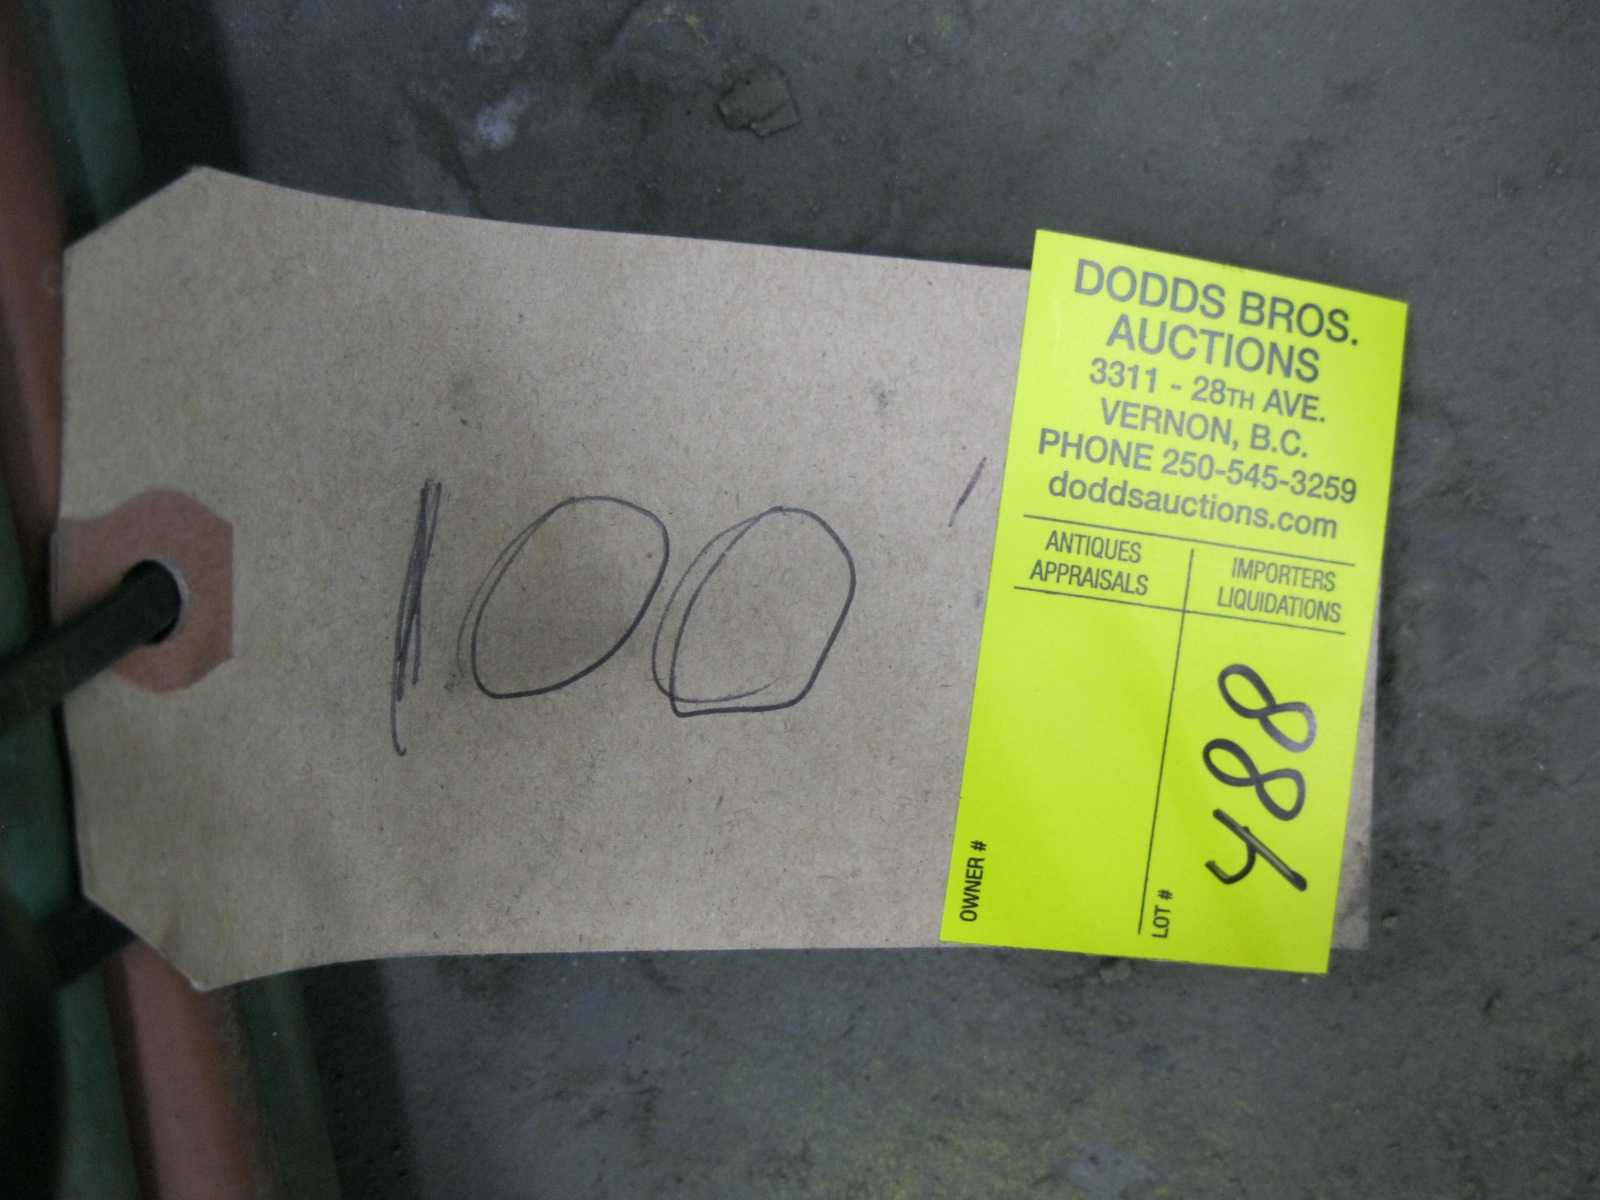 100'
DODDS BROS.
AUCTIONS
3311 - 28TH AVE.
VERNON, B.C.
PHONE 250-545-3259
doddsauctions.com
ANTIQUES
APPRAISALS
IMPORTERS
LIQUIDATIONS
OWNER #
LOT #
488